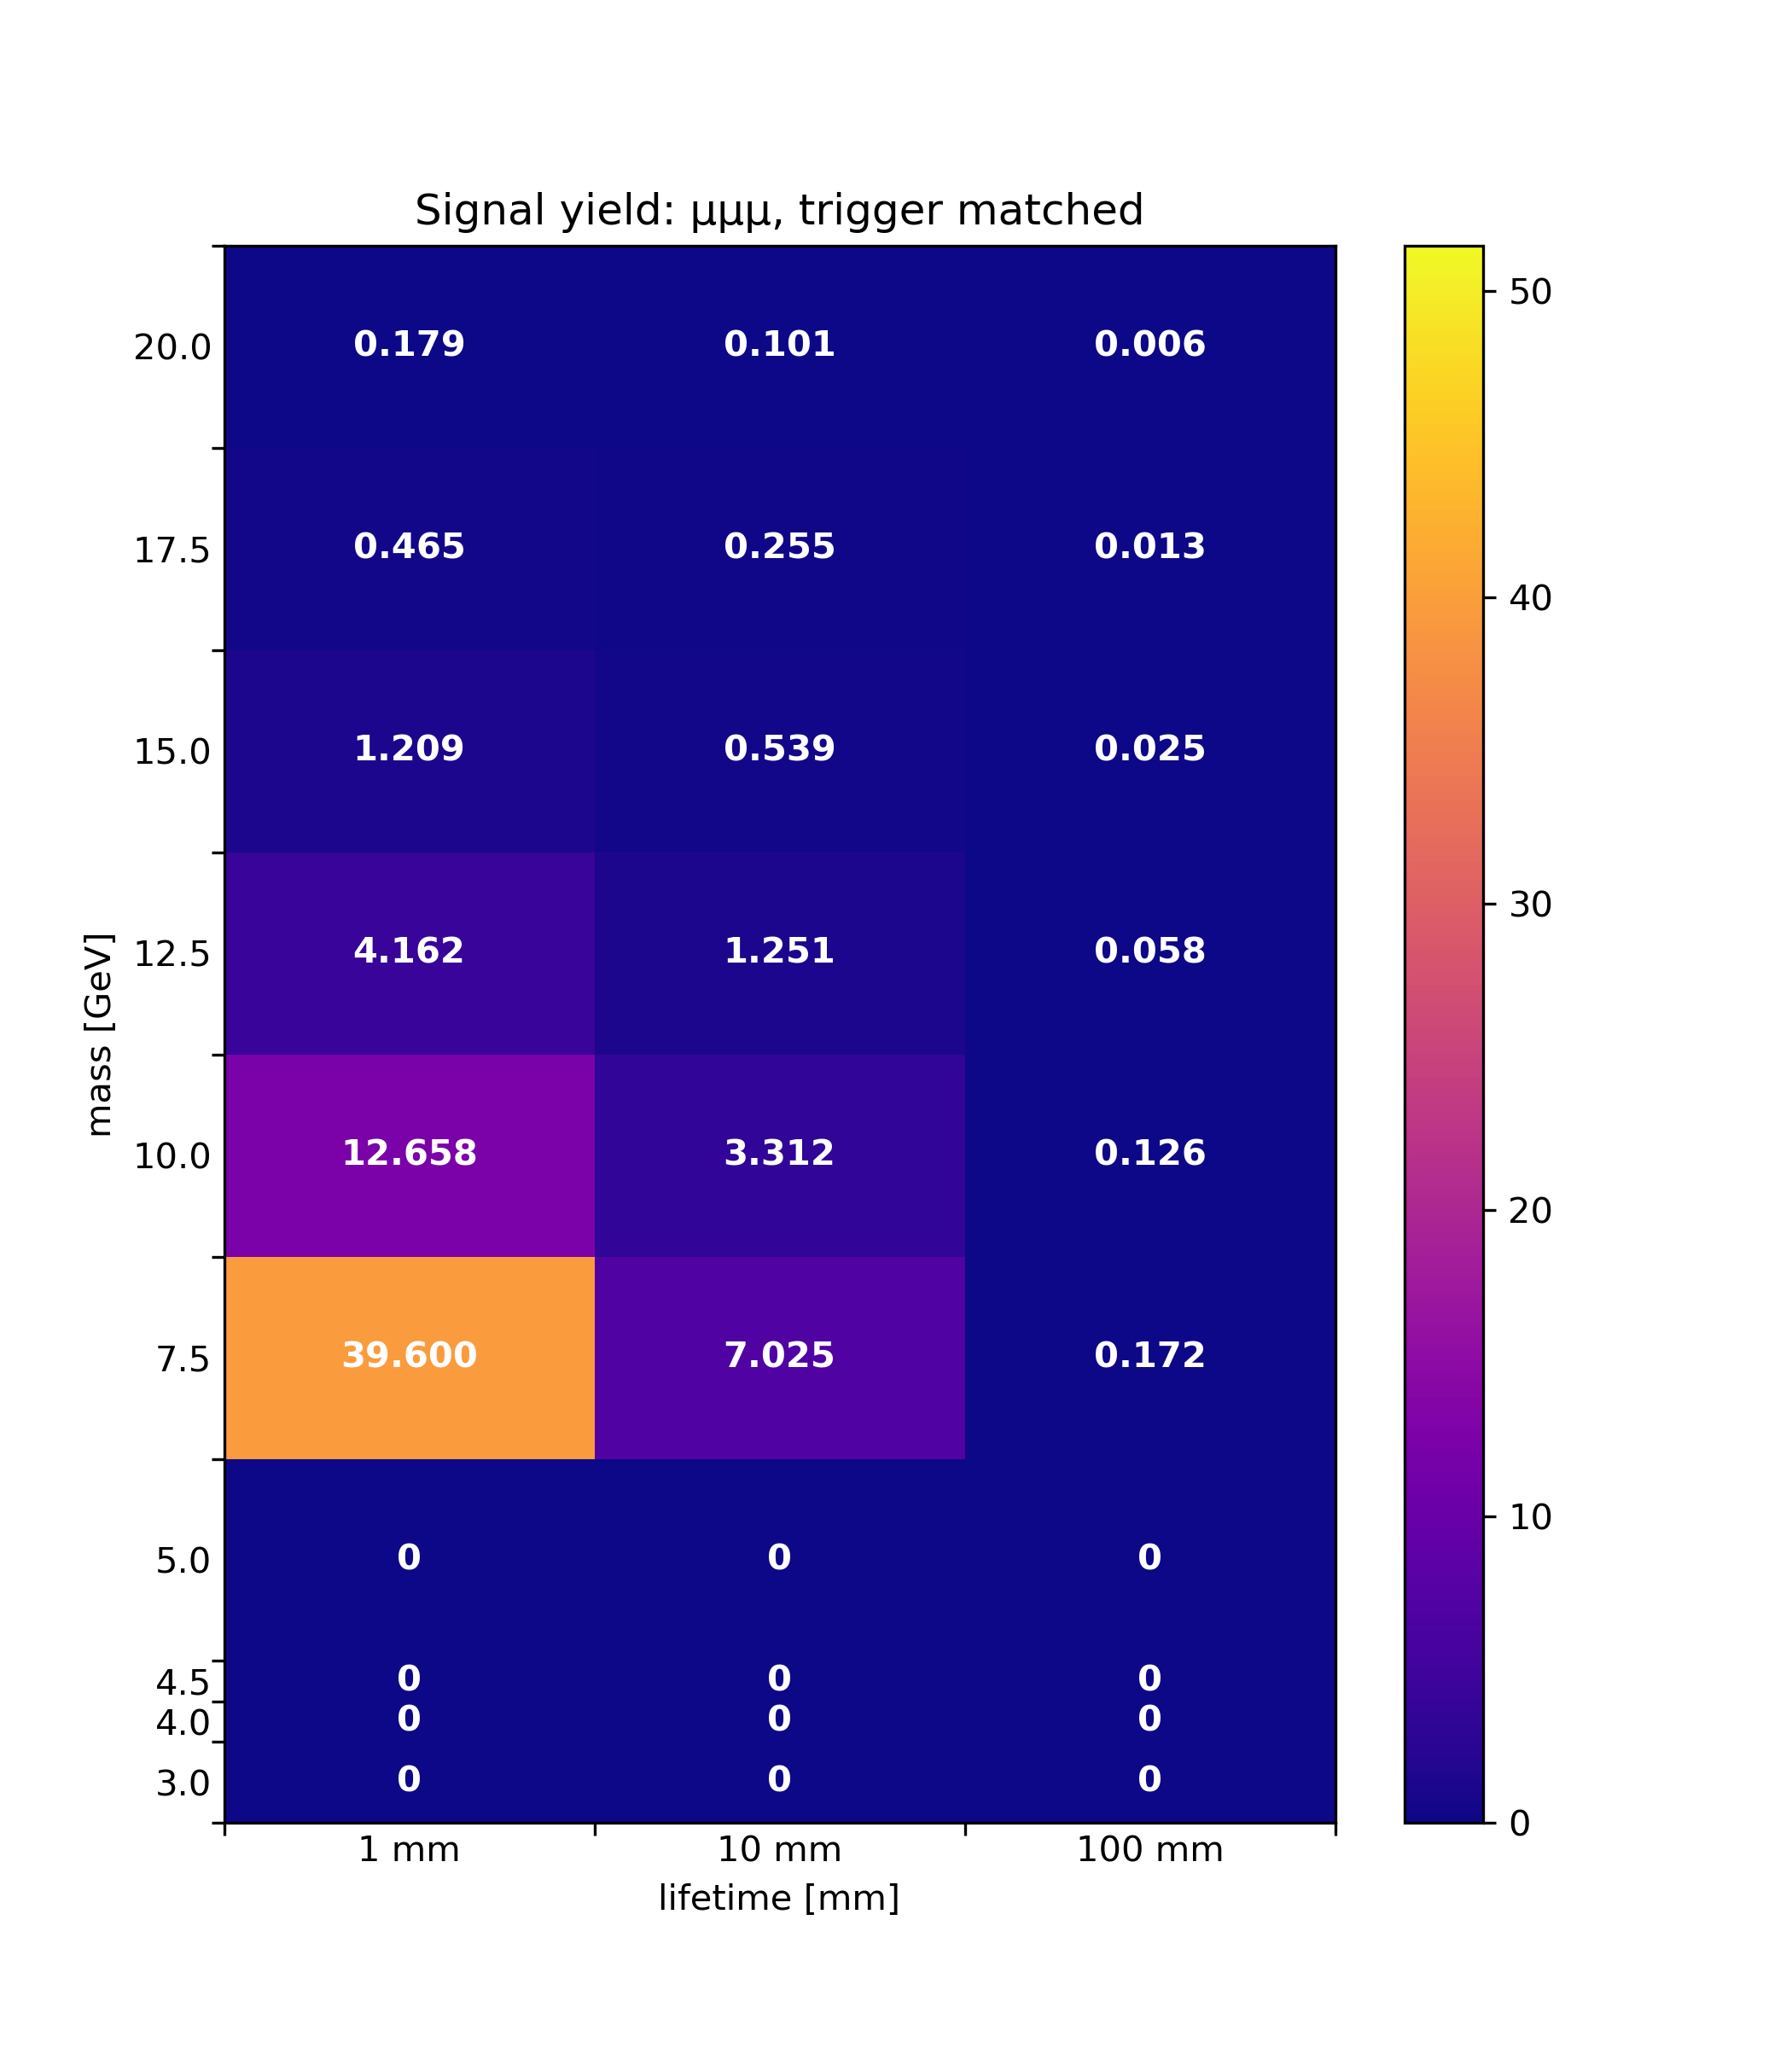 Signal yield: μμμ, trigger matched
20.0 0.179 0.101 0.006
17.5 0.465 0.255 0.013
15.0 1.209 0.539 0.025
12.5 4.162 1.251 0.058
10.0 12.658 3.312 0.126
7.5 39.600 7.025 0.172
5.0 0 0 0
4.5 0 0 0
4.0 0 0 0
3.0 0 0 0
mass [GeV]
1 mm 10 mm 100 mm
lifetime [mm]
50
40
30
20
10
0